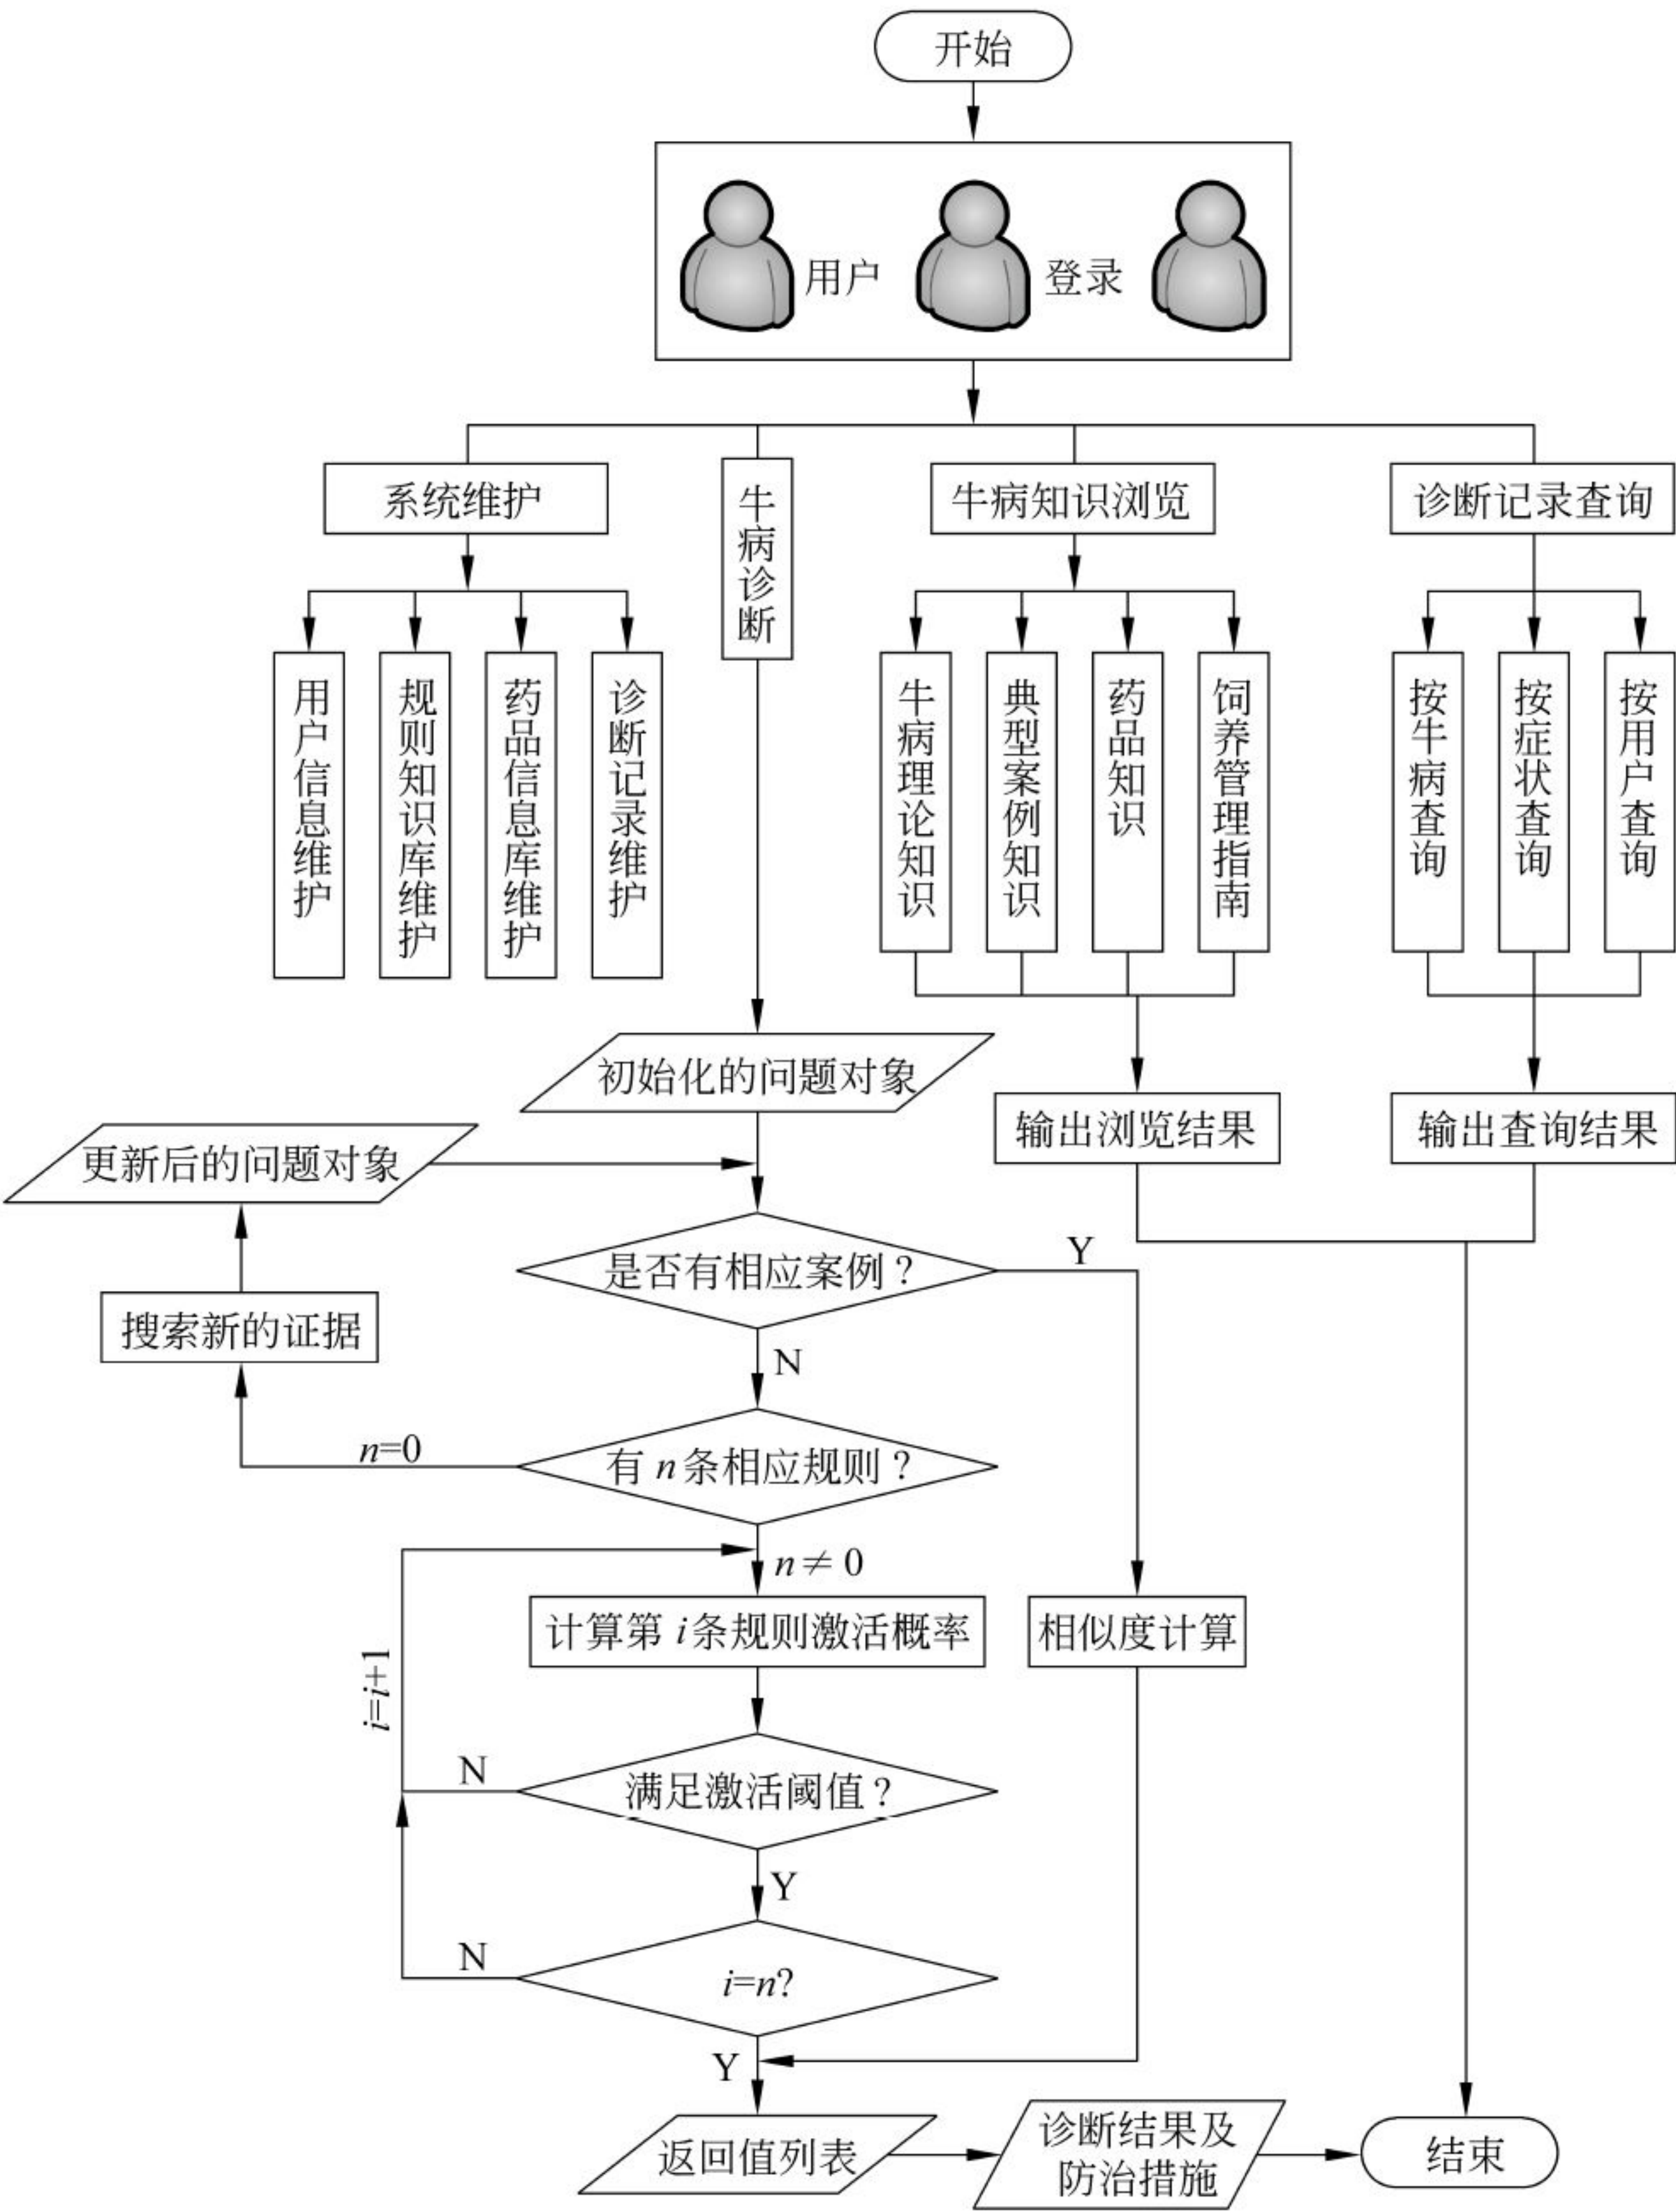 开始
用户 登录
系统维护
牛病诊断
牛病知识浏览
诊断记录查询
用户信息维护
规则知识库维护
药品信息库维护
诊断记录维护
牛病理论知识
典型案例知识
药品知识
饲养管理指南
按牛病查询
按症状查询
按用户查询
初始化的问题对象
输出浏览结果
输出查询结果
更新后的问题对象
是否有相应案例？
Y
搜索新的证据
N
n=0
有n条相应规则？
n≠0
计算第i条规则激活概率
相似度计算
i=i+1
N
满足激活阈值？
Y
N
i=n?
Y
返回值列表
诊断结果及
防治措施
结束